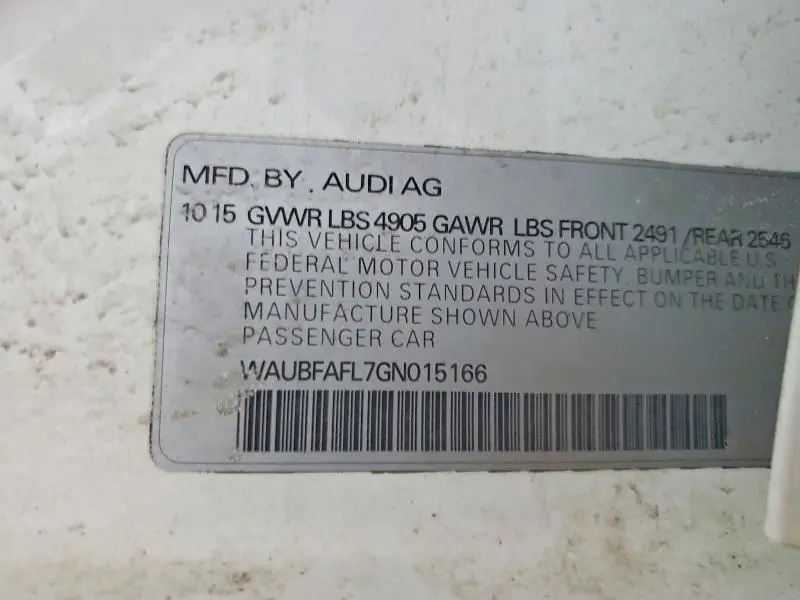 MFD. BY. AUDI AG
10 15 GVWR LBS 4905 GAWR LBS FRONT 2491 /REAR 2546
THIS VEHICLE CONFORMS TO ALL APPLICABLE U.S
FEDERAL MOTOR VEHICLE SAFETY, BUMPER AND TH
PREVENTION STANDARDS IN EFFECT ON THE DATE O
MANUFACTURE SHOWN ABOVE
PASSENGER CAR
WAUBFAFL7GN015166